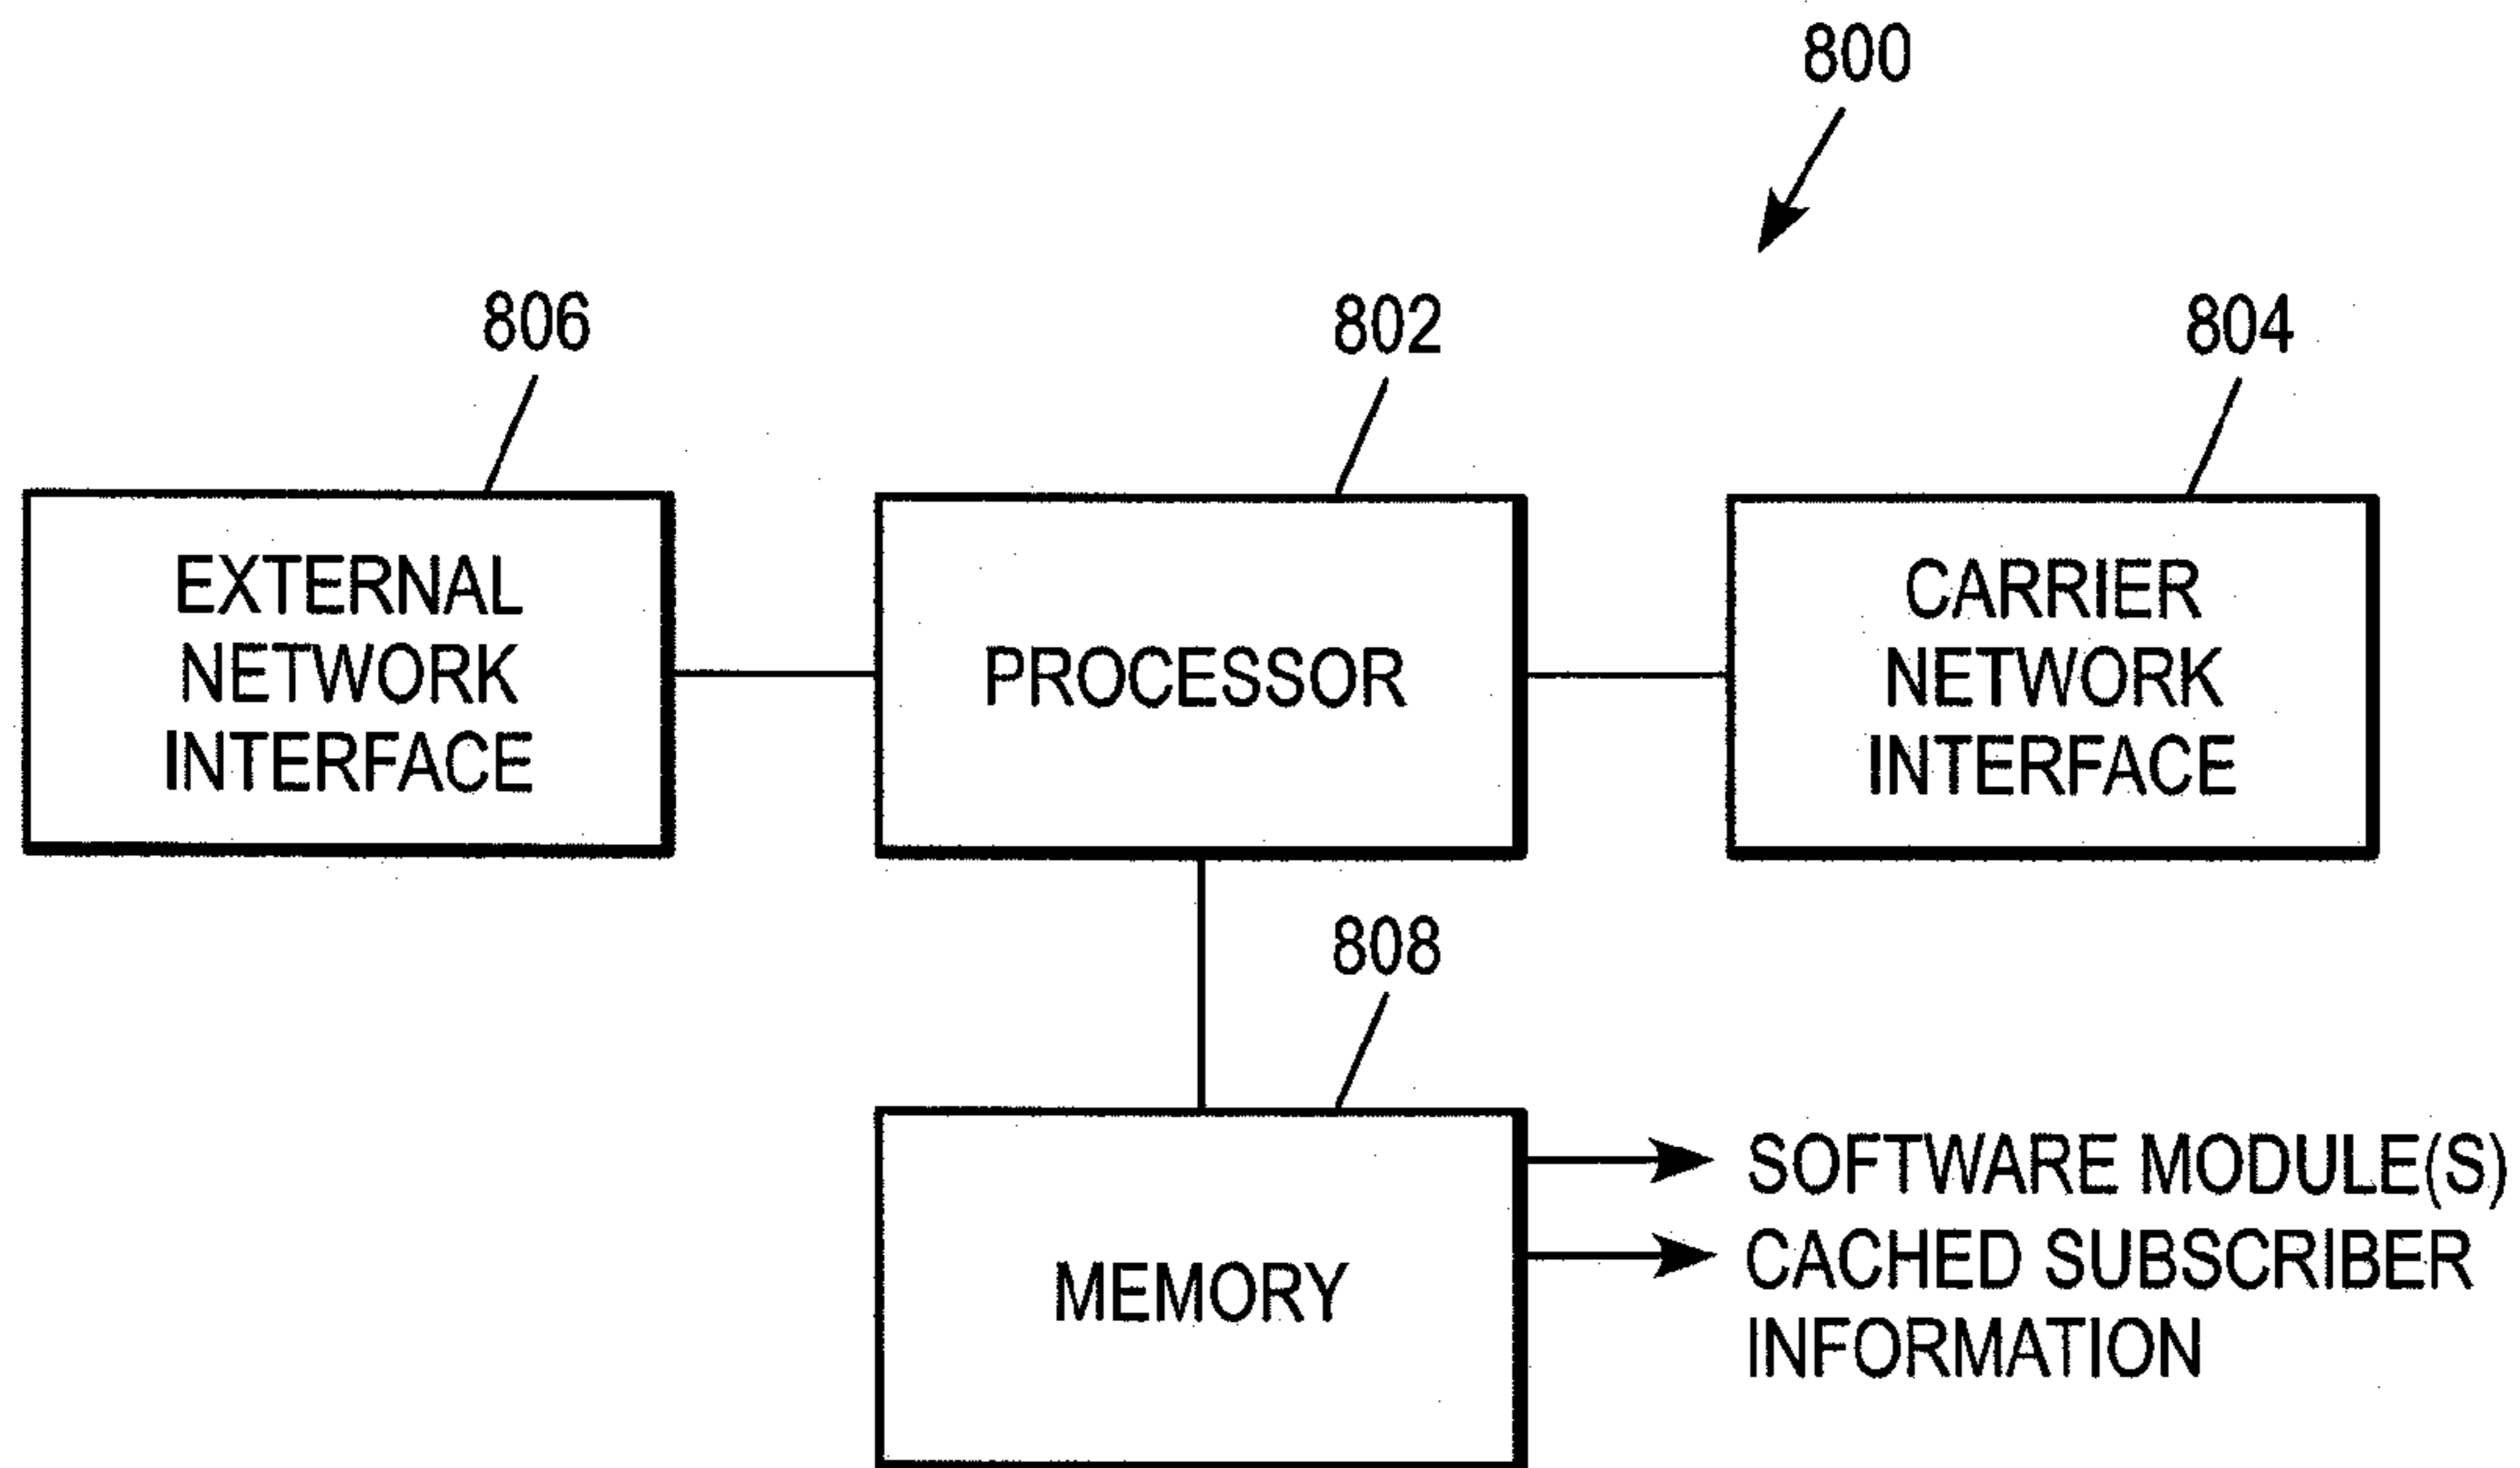 800
806
802
804
EXTERNAL
NETWORK
INTERFACE
PROCESSOR
CARRIER
NETWORK
INTERFACE
808
MEMORY
SOFTWARE MODULE(S)
CACHED SUBSCRIBER
INFORMATION